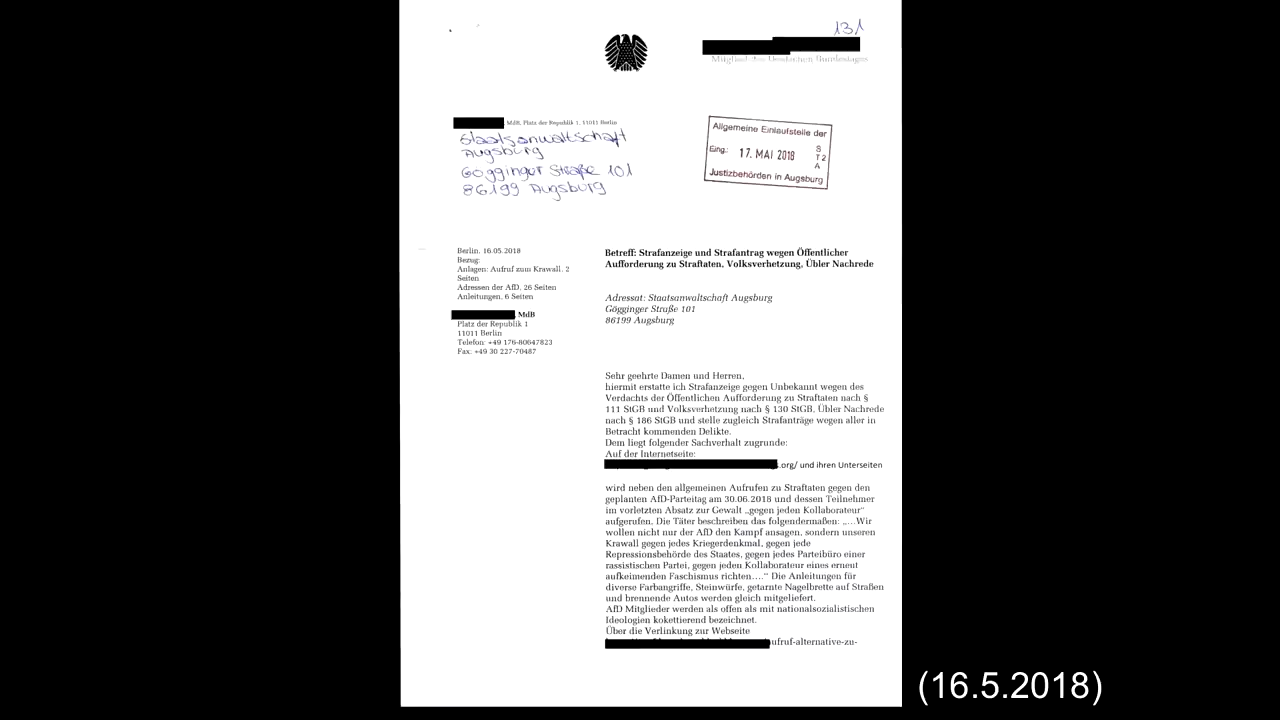 131
Mitglied des Deutschen Bundestages
, MdB, Platz der Republik 1, 11011 Berlin
Staatsanwaltschaft
Augsburg
Gögginger Straße 101
86199 Augsburg
Allgemeine Einlaufstelle der
Eing.: 17. MAI 2018
S
T2
A
Justizbehörden in Augsburg
Berlin, 16.05.2018
Bezug:
Anlagen: Aufruf zum Krawall, 2
Seiten
Adressen der AfD, 26 Seiten
Anleitungen, 6 Seiten
, MdB
Platz der Republik 1
11011 Berlin
Telefon: +49 176-80647823
Fax: +49 30 227-70487
Betreff: Strafanzeige und Strafantrag wegen Öffentlicher
Aufforderung zu Straftaten, Volksverhetzung, Übler Nachrede
Adressat: Staatsanwaltschaft Augsburg
Gögginger Straße 101
86199 Augsburg
Sehr geehrte Damen und Herren,
hiermit erstatte ich Strafanzeige gegen Unbekannt wegen des
Verdachts der Öffentlichen Aufforderung zu Straftaten nach §
111 StGB und Volksverhetzung nach § 130 StGB, Übler Nachrede
nach § 186 StGB und stelle zugleich Strafanträge wegen aller in
Betracht kommenden Delikte.
Dem liegt folgender Sachverhalt zugrunde:
Auf der Internetseite:
.org/ und ihren Unterseiten
wird neben den allgemeinen Aufrufen zu Straftaten gegen den
geplanten AfD-Parteitag am 30.06.2018 und dessen Teilnehmer
im vorletzten Absatz zur Gewalt „gegen jeden Kollaborateur“
aufgerufen. Die Täter beschreiben das folgendermaßen: „...Wir
wollen nicht nur der AfD den Kampf ansagen, sondern unseren
Krawall gegen jedes Kriegerdenkmal, gegen jede
Repressionsbehörde des Staates, gegen jedes Parteibüro einer
rassistischen Partei, gegen jeden Kollaborateur eines erneut
aufkeimenden Faschismus richten....“ Die Anleitungen für
diverse Farbangriffe, Steinwürfe, getarnte Nagelbrette auf Straßen
und brennende Autos werden gleich mitgeliefert.
AfD Mitglieder werden als offen als mit nationalsozialistischen
Ideologien kokettierend bezeichnet.
Über die Verlinkung zur Webseite
aufruf-alternative-zu-
(16.5.2018)